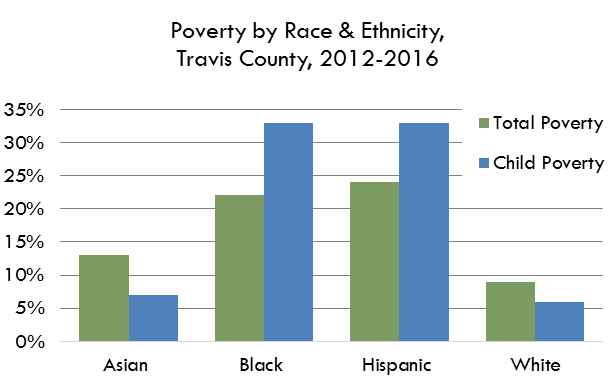 Poverty by Race & Ethnicity,
Travis County, 2012-2016
35%
30%
25%
20%
15%
10%
5%
0%
Total Poverty
Child Poverty
Asian Black Hispanic White